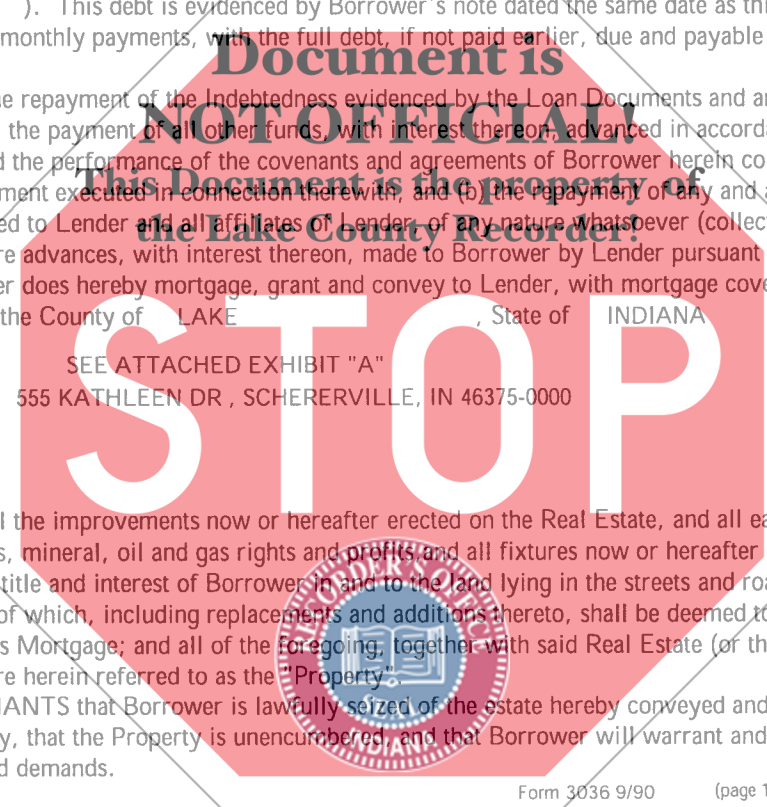 ). This debt is evidenced by Borrower's note dated the same date as thi
monthly payments, with the full debt, if not paid earlier, due and payable
Document is
e repayment of the Indebtedness evidenced by the Loan Documents and a
NOT OFFICIAL!
the payment of all other funds, with interest thereon, advanced in accorda
d the performance of the covenants and agreements of Borrower herein co
This Document is the property of
ment executed in connection therewith, and (b) the repayment of any and a
ed to Lender and all affiliates of Lender, of any nature whatsoever (collec
the Lake County Recorder!
re advances, with interest thereon, made to Borrower by Lender pursuant
er does hereby mortgage, grant and convey to Lender, with mortgage cove
the County of LAKE , State of INDIANA
SEE ATTACHED EXHIBIT "A"
555 KATHLEEN DR , SCHERERVILLE, IN 46375-0000
STOP
l the improvements now or hereafter erected on the Real Estate, and all ea
s, mineral, oil and gas rights and profits, and all fixtures now or hereafter
title and interest of Borrower in and to the land lying in the streets and roa
of which, including replacements and additions thereto, shall be deemed to
s Mortgage; and all of the foregoing, together with said Real Estate (or th
re herein referred to as the "Property".
RECORDER'S OFFICE
SEAL
INDIANA
IANTS that Borrower is lawfully seized of the estate hereby conveyed and
y, that the Property is unencumbered, and that Borrower will warrant and
d demands.
Form 3036 9/90 (page 1